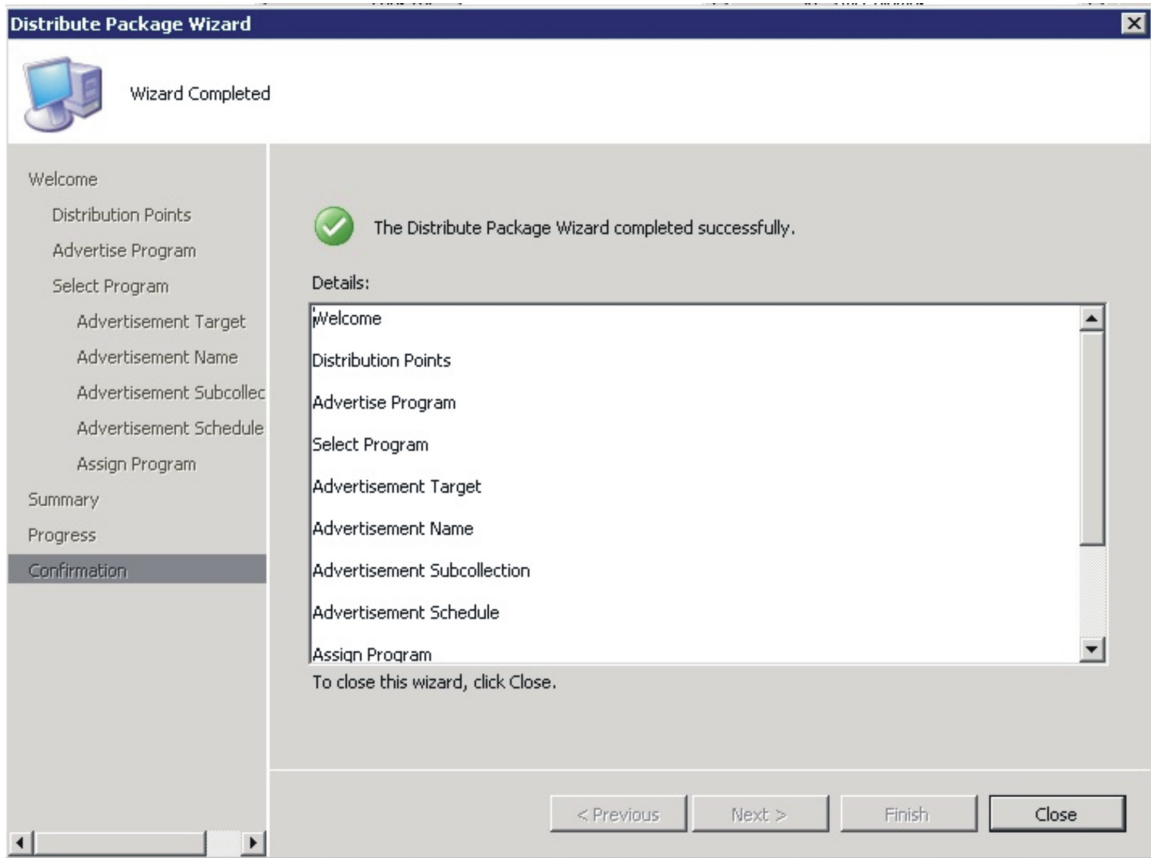 Distribute Package Wizard
Wizard Completed
Welcome
Distribution Points
Advertise Program
Select Program
Advertisement Target
Advertisement Name
Advertisement Subcollec
Advertisement Schedule
Assign Program
Summary
Progress
Confirmation
The Distribute Package Wizard completed successfully.
Details:
Welcome
Distribution Points
Advertise Program
Select Program
Advertisement Target
Advertisement Name
Advertisement Subcollection
Advertisement Schedule
Assign Program
To close this wizard, click Close.
< Previous
Next >
Finish
Close